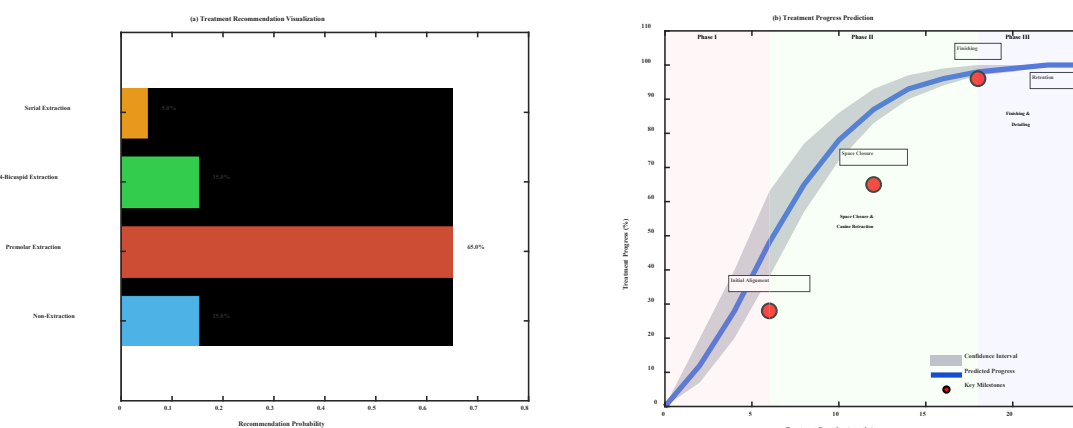 (a) Treatment Recommendation Visualization
Serial Extraction
5.0%
4-Bicuspid Extraction
15.0%
Premolar Extraction
65.0%
Non-Extraction
15.0%
0 0.1 0.2 0.3 0.4 0.5 0.6 0.7 0.8
Recommendation Probability
(b) Treatment Progress Prediction
110
100
90
80
70
60
50
40
30
20
10
0
Treatment Progress (%)
Phase I
Phase II
Phase III
Finishing
Retention
Finishing &
Detailing
Space Closure
Space Closure &
Canine Retraction
Initial Alignment
Confidence Interval
Predicted Progress
Key Milestones
0 5 10 15 20